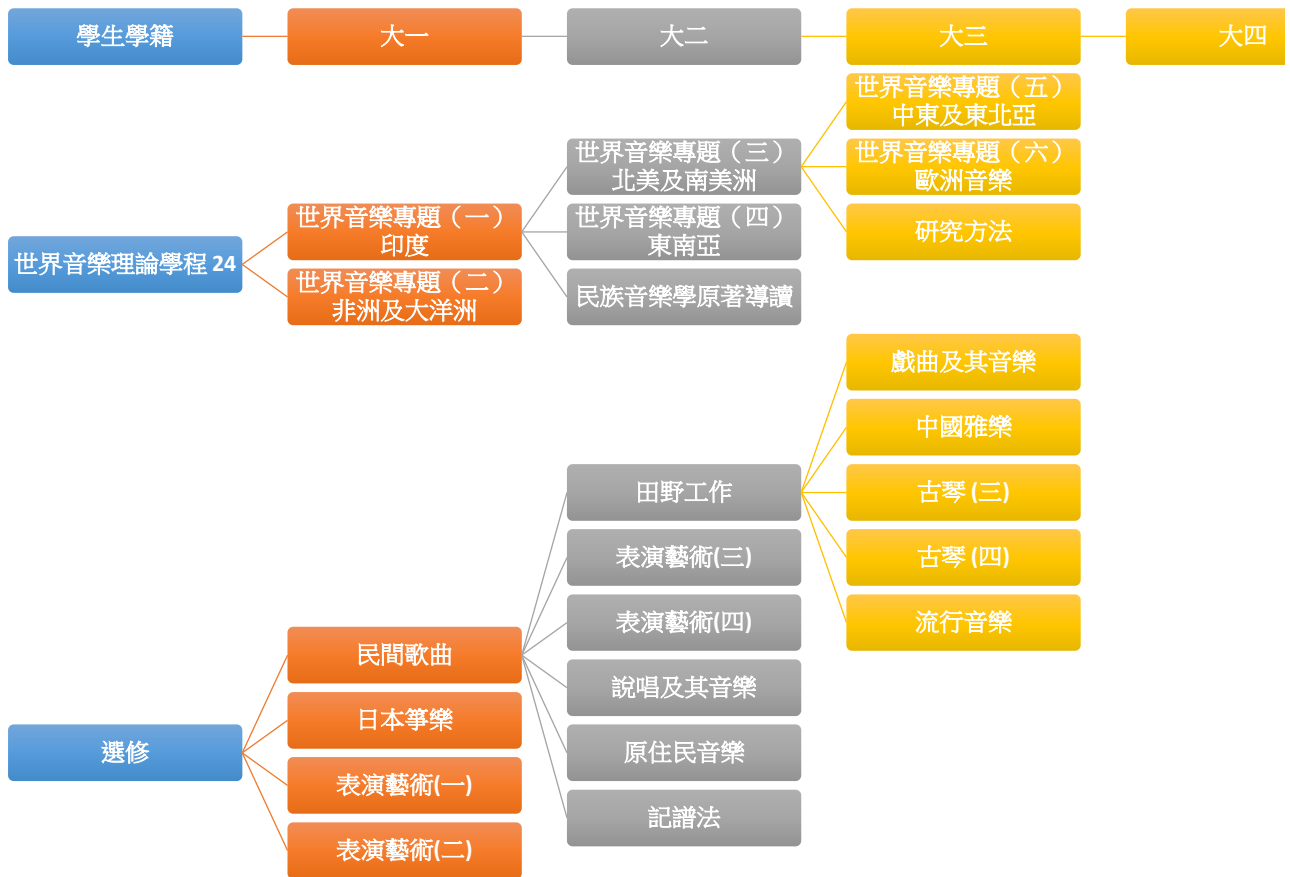 學生學籍
大一
大二
大三
大四
世界音樂理論學程 24
世界音樂專題（一）
印度
世界音樂專題（二）
非洲及大洋洲
世界音樂專題（三）
北美及南美洲
世界音樂專題（四）
東南亞
民族音樂學原著導讀
世界音樂專題（五）
中東及東北亞
世界音樂專題（六）
歐洲音樂
研究方法
選修
民間歌曲
日本箏樂
表演藝術(一)
表演藝術(二)
田野工作
表演藝術(三)
表演藝術(四)
說唱及其音樂
原住民音樂
記譜法
戲曲及其音樂
中國雅樂
古琴 (三)
古琴 (四)
流行音樂